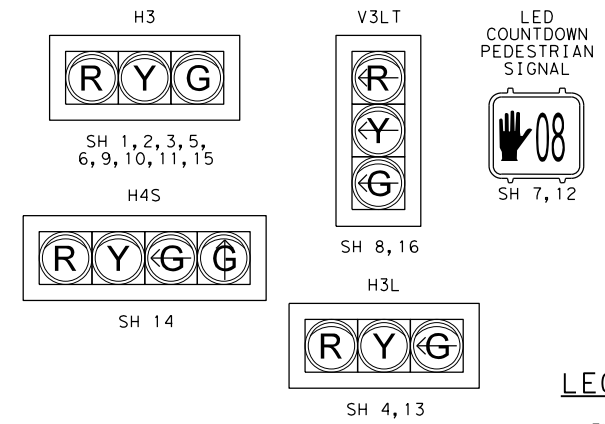 H3
R Y G
SH 1,2,3,5,
6,9,10,11,15
V3LT
R
Y
G
SH 8,16
LED
COUNTDOWN
PEDESTRIAN
SIGNAL
08
SH 7,12
H4S
R Y G G
SH 14
H3L
R Y G
SH 4,13